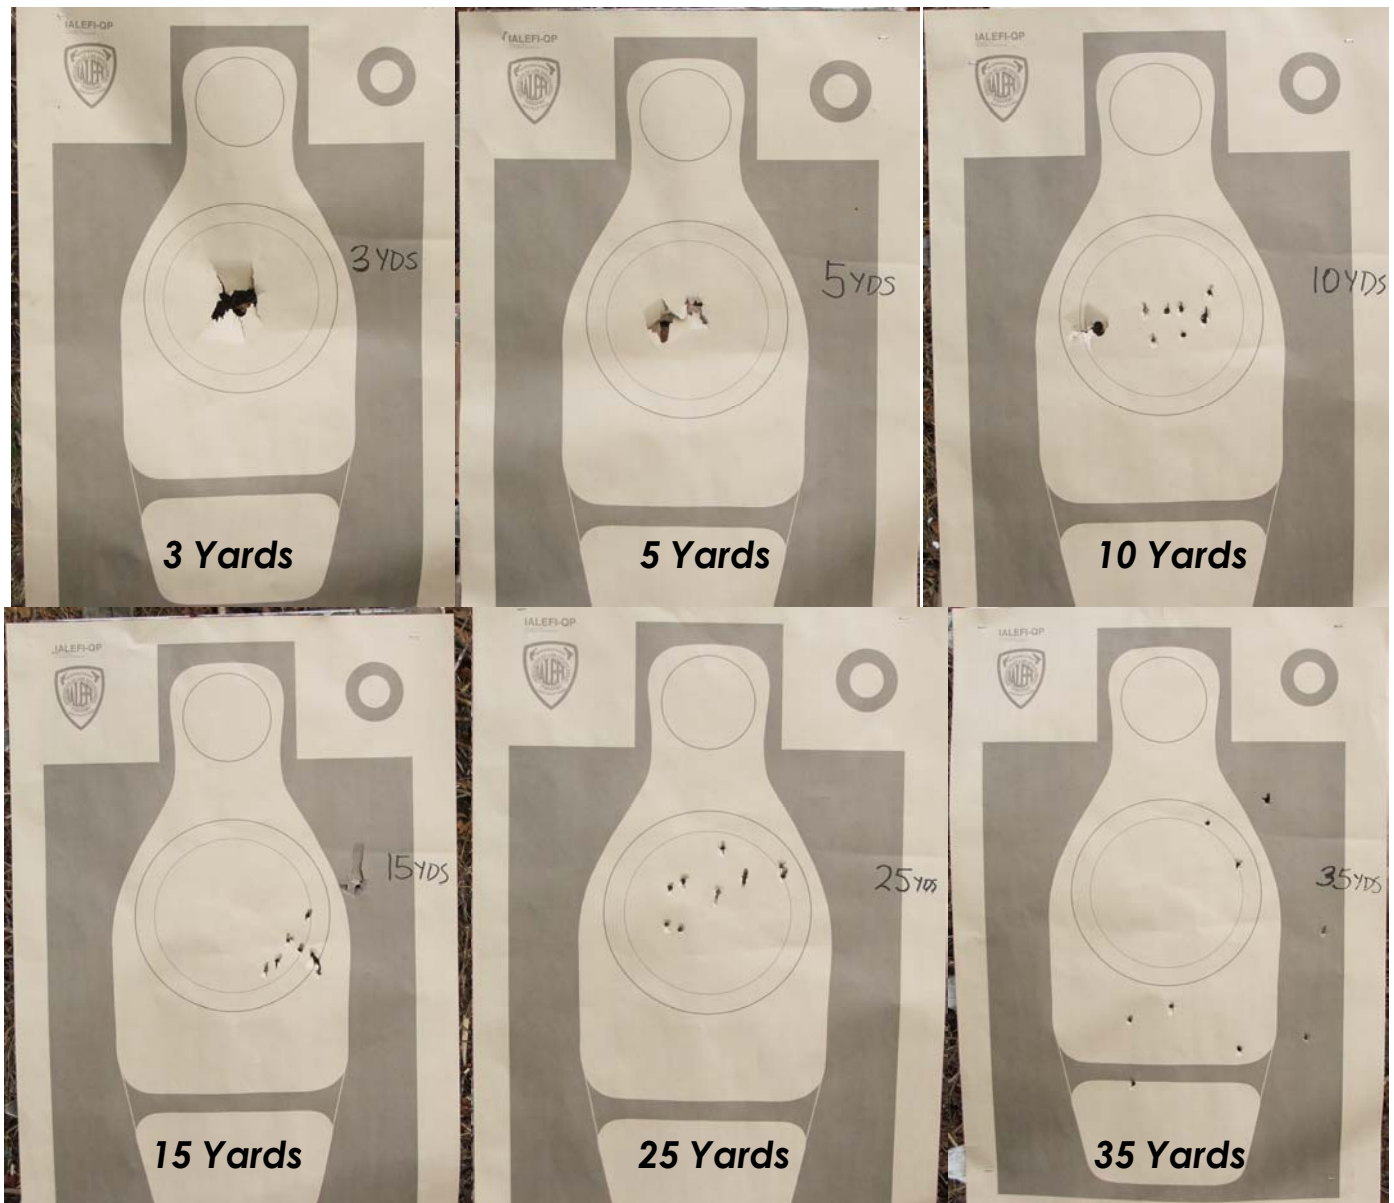 IALEFI-QP
3 YDS
3 Yards
IALEFI-QP
5 YDS
5 Yards
IALEFI-QP
10 YDS
10 Yards
IALEFI-QP
15 YDS
15 Yards
IALEFI-QP
25 YDS
25 Yards
IALEFI-QP
35 YDS
35 Yards